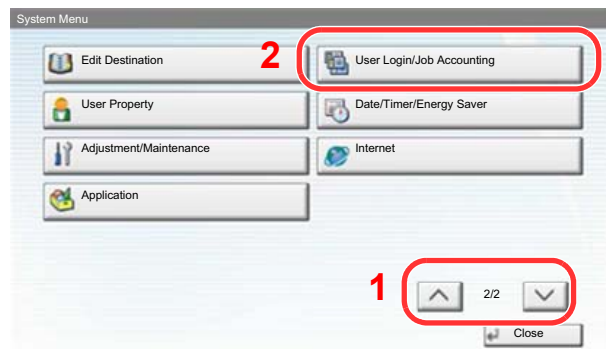 System Menu
Edit Destination
2
User Login/Job Accounting
User Property
Date/Timer/Energy Saver
Adjustment/Maintenance
Internet
Application
1
2/2
Close